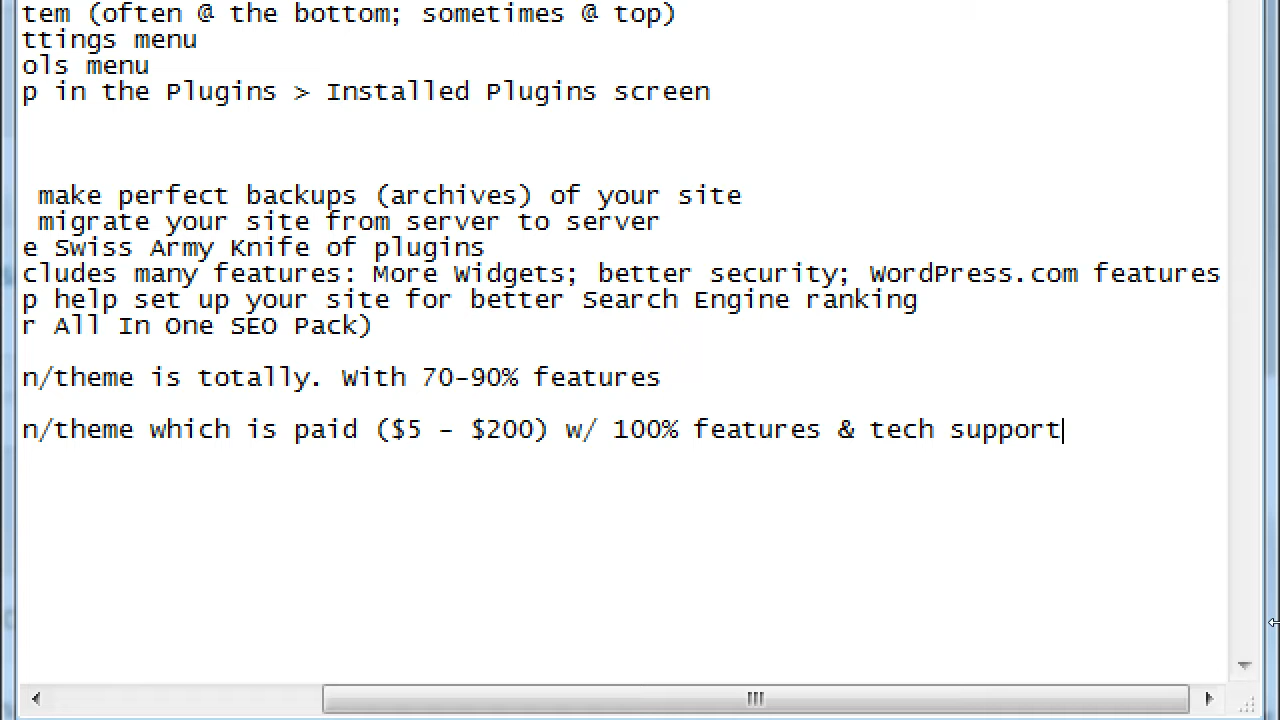 tem (often @ the bottom; sometimes @ top)
ttings menu
ols menu
p in the Plugins > Installed Plugins screen
make perfect backups (archives) of your site
migrate your site from server to server
e Swiss Army Knife of plugins
cludes many features: More Widgets; better security; WordPress.com features
p help set up your site for better Search Engine ranking
r All In One SEO Pack)
n/theme is totally. With 70-90% features
n/theme which is paid ($5 - $200) w/ 100% features & tech support